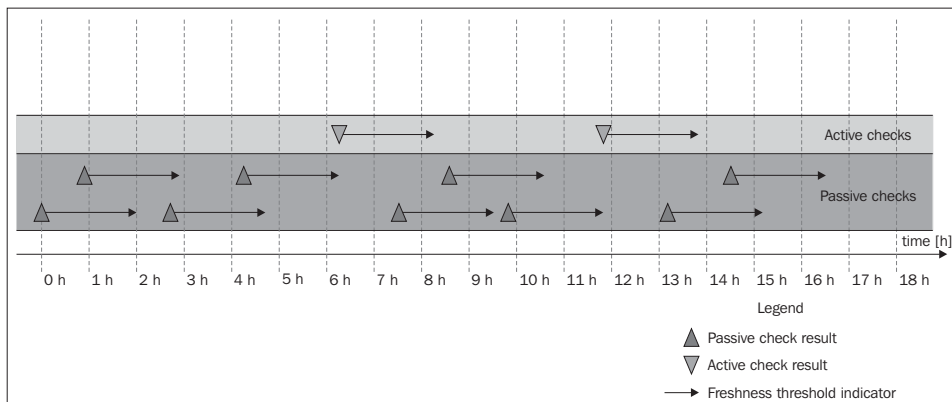 Active checks
Passive checks
time [h]
0 h 1 h 2 h 3 h 4 h 5 h 6 h 7 h 8 h 9 h 10 h 11 h 12 h 13 h 14 h 15 h 16 h 17 h 18 h
Legend
Passive check result
Active check result
Freshness threshold indicator